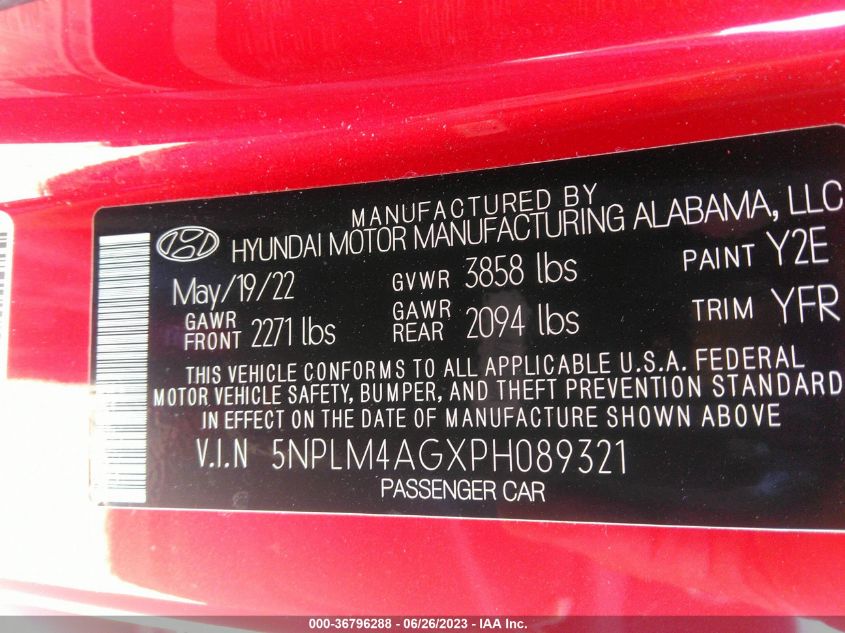 MANUFACTURED BY
HYUNDAI MOTOR MANUFACTURING ALABAMA, LLC
May/19/22 GVWR 3858 lbs PAINT Y2E
GAWR FRONT 2271 lbs GAWR REAR 2094 lbs TRIM YFR
THIS VEHICLE CONFORMS TO ALL APPLICABLE U.S.A. FEDERAL
MOTOR VEHICLE SAFETY, BUMPER, AND THEFT PREVENTION STANDARD
IN EFFECT ON THE DATE OF MANUFACTURE SHOWN ABOVE
V.I.N 5NPLM4AGXPH089321
PASSENGER CAR
000-36796288 - 06/26/2023 - IAA Inc.